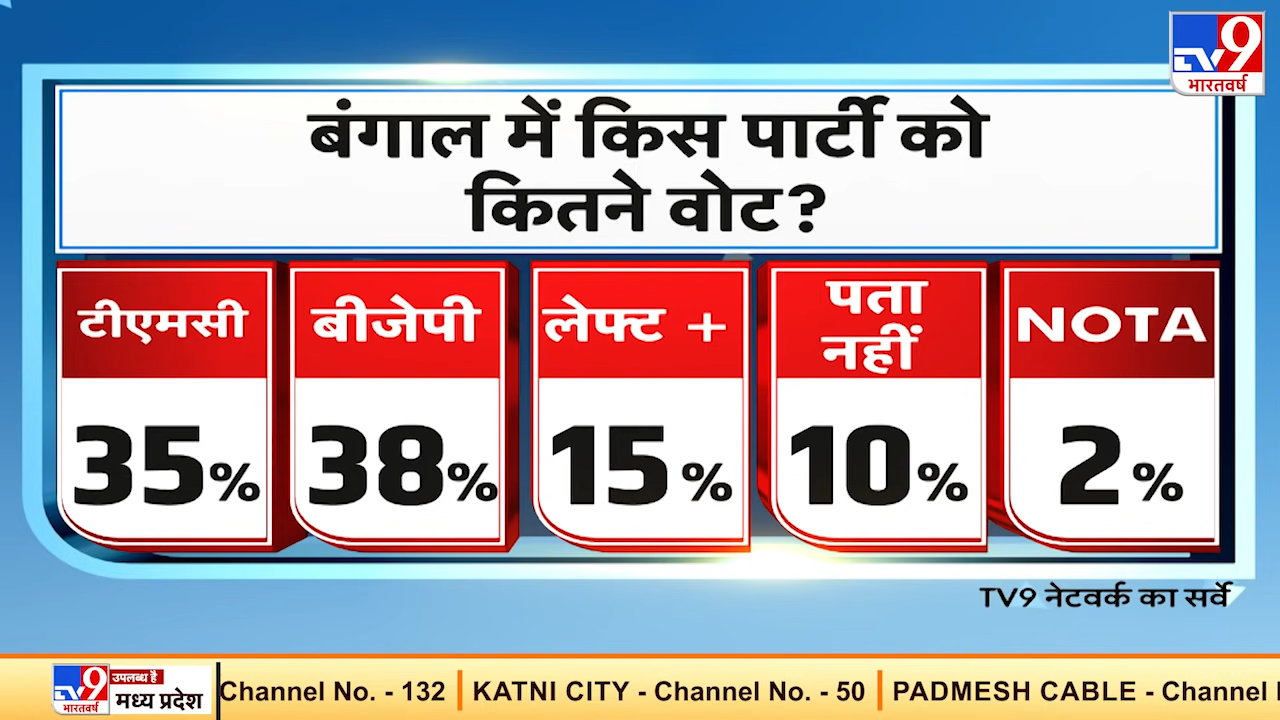 TV9
भारतवर्ष
बंगाल में किस पार्टी को
कितने वोट?
टीएमसी
35%
बीजेपी
38%
लेफ्ट +
15%
पता
नहीं
10%
NOTA
2%
TV9 नेटवर्क का सर्वे
TV9
भारतवर्ष
उपलब्ध है
मध्य प्रदेश
Channel No. - 132 | KATNI CITY - Channel No. - 50 | PADMESH CABLE - Channel